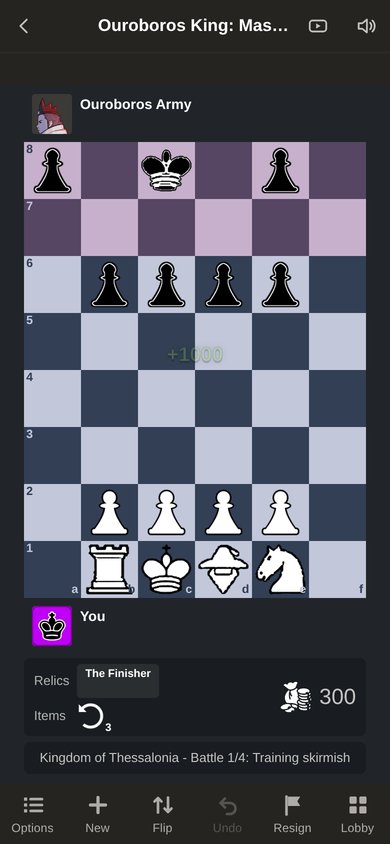 Ouroboros King: Mas...
Ouroboros Army
8
7
6
5
+1000
4
3
2
1
a b c d e f
You
Relics The Finisher
300
Items 3
Kingdom of Thessalonia - Battle 1/4: Training skirmish
Options New Flip Undo Resign Lobby